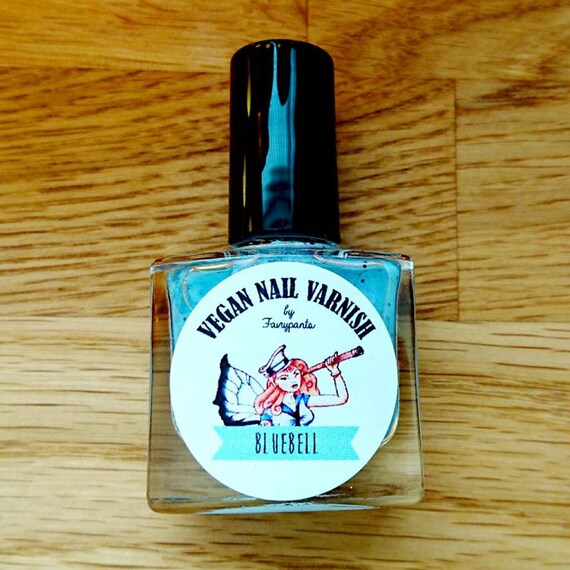 VEGAN NAIL VARNISH
by
Fairypants
BLUEBELL